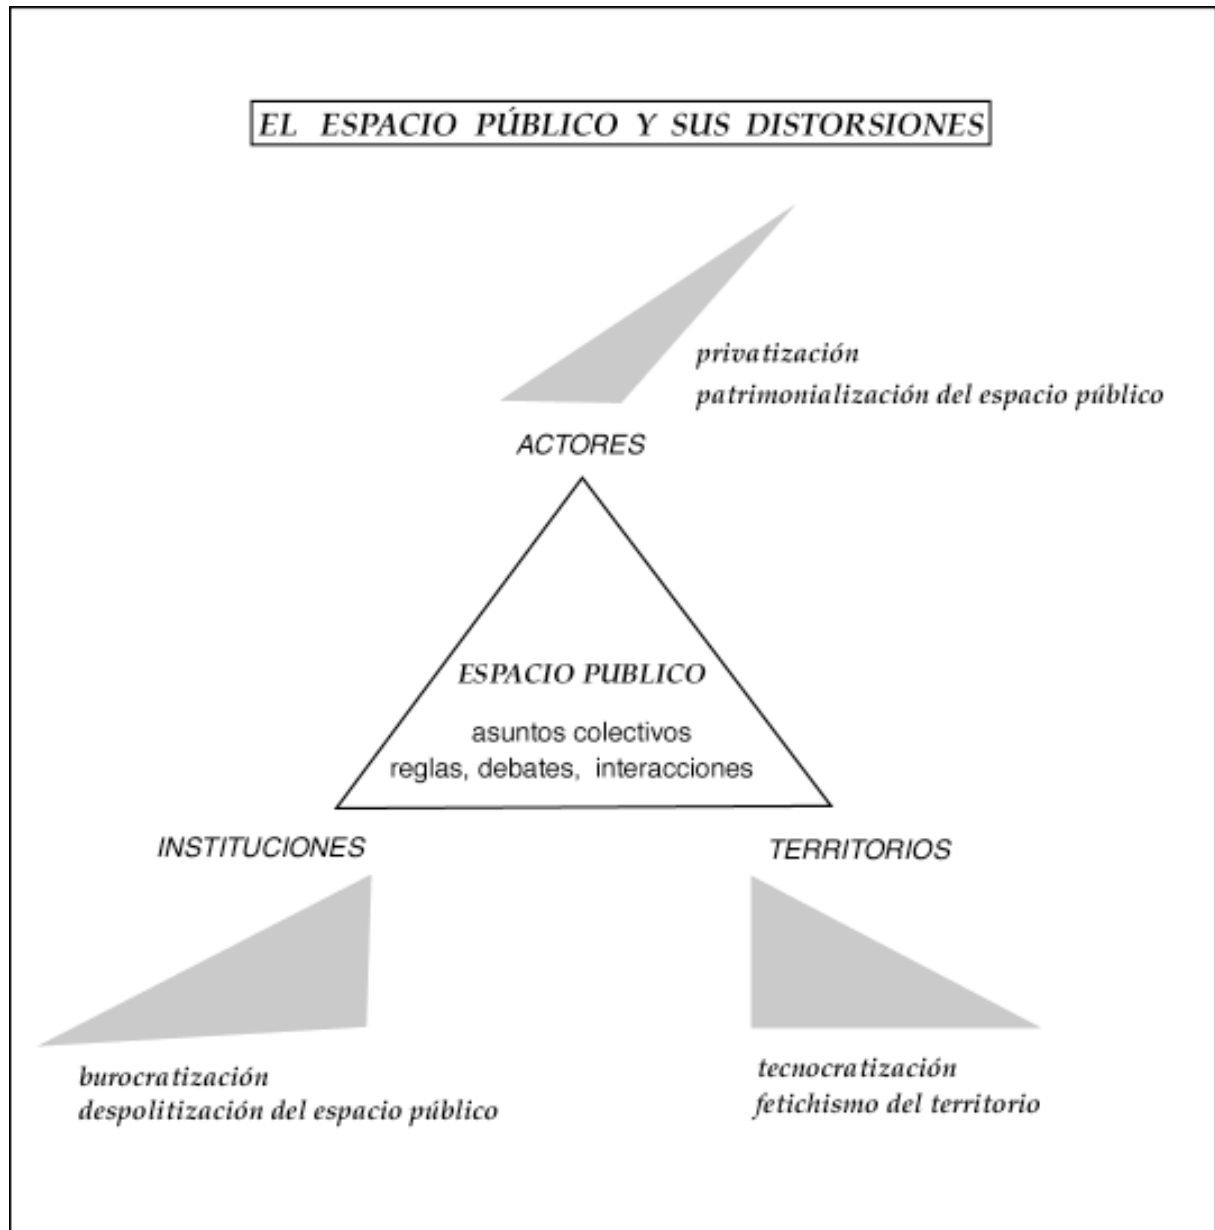 EL ESPACIO PÚBLICO Y SUS DISTORSIONES
privatización
patrimonialización del espacio público
ACTORES
ESPACIO PUBLICO
asuntos colectivos
reglas, debates, interacciones
INSTITUCIONES
TERRITORIOS
burocratización
despolitización del espacio público
tecnocratización
fetichismo del territorio